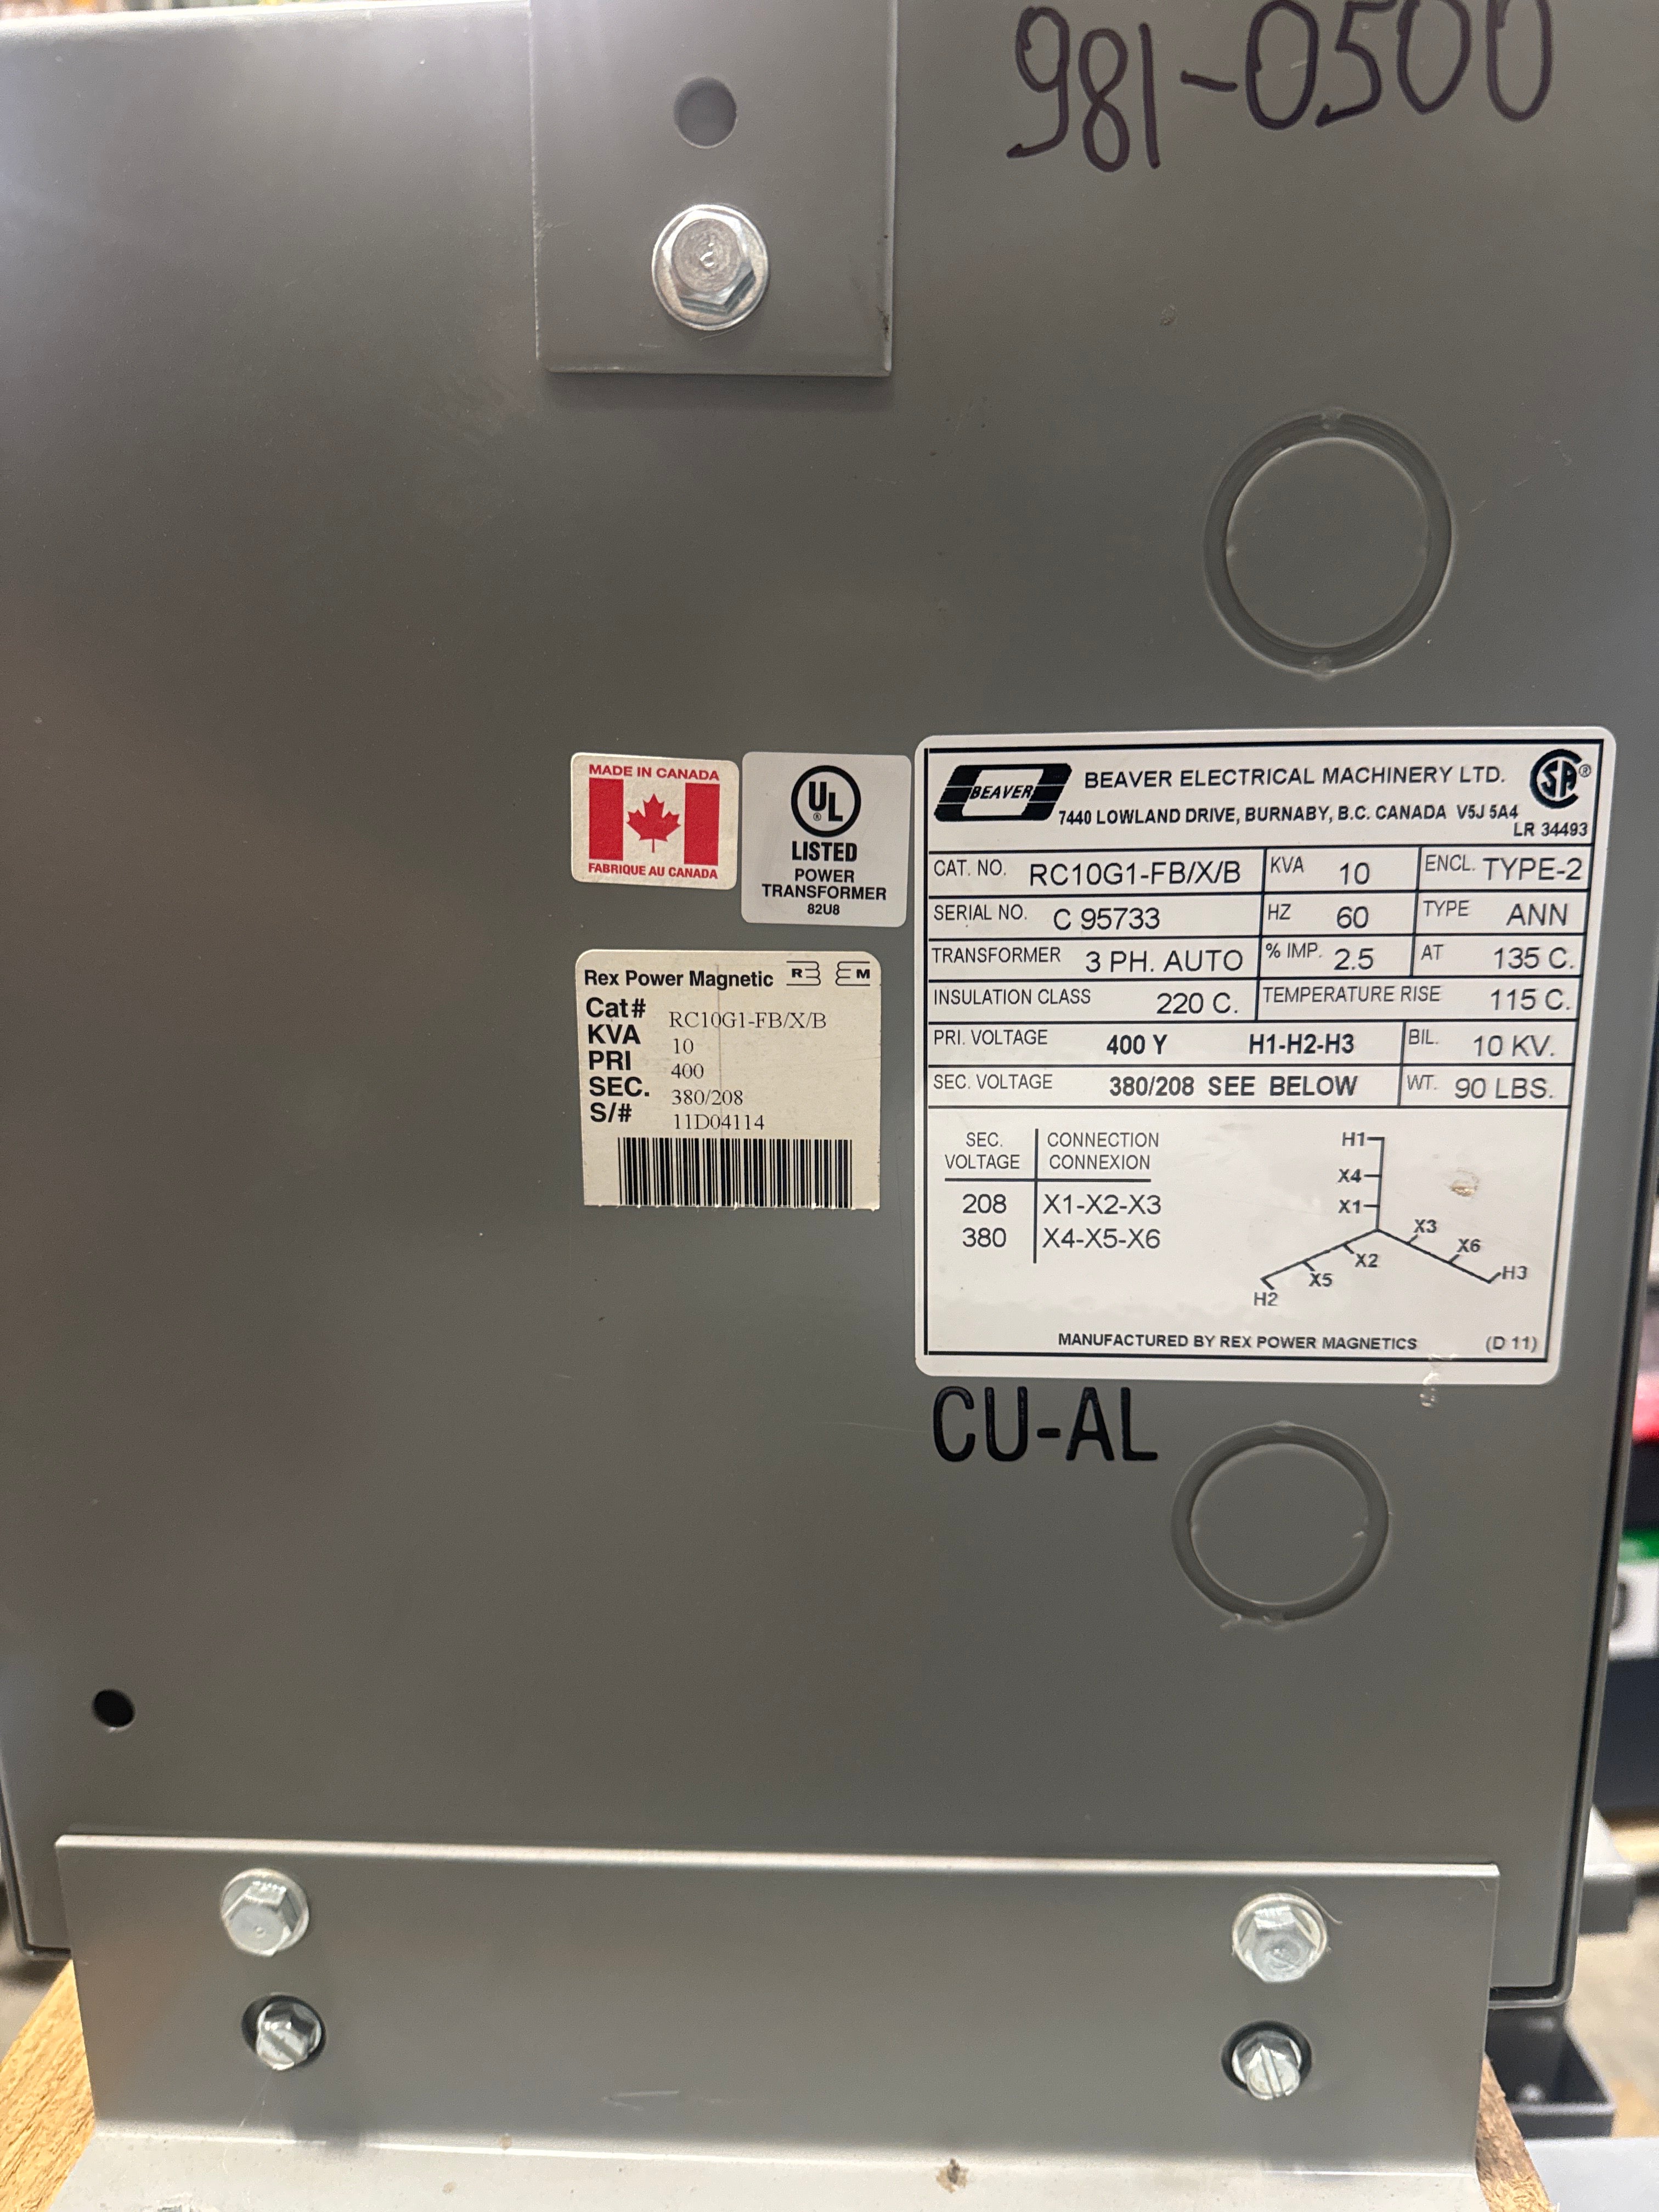 981-0500
MADE IN CANADA
FABRIQUE AU CANADA
UL ®
LISTED
POWER
TRANSFORMER
82U8
BEAVER
BEAVER ELECTRICAL MACHINERY LTD.
7440 LOWLAND DRIVE, BURNABY, B.C. CANADA V5J 5A4
SA ®
LR 34493
CAT. NO. RC10G1-FB/X/B KVA 10 ENCL. TYPE-2
SERIAL NO. C 95733 HZ 60 TYPE ANN
TRANSFORMER 3 PH. AUTO % IMP. 2.5 AT 135 C.
INSULATION CLASS 220 C. TEMPERATURE RISE 115 C.
PRI. VOLTAGE 400 Y H1-H2-H3 BIL. 10 KV.
SEC. VOLTAGE 380/208 SEE BELOW WT. 90 LBS.
SEC. VOLTAGE CONNECTION CONNEXION
208 X1-X2-X3
380 X4-X5-X6
H1
X4
X1
X3
X6
H3
X2
X5
H2
MANUFACTURED BY REX POWER MAGNETICS (D 11)
Rex Power Magnetic R EM
Cat# RC10G1-FB/X/B
KVA 10
PRI 400
SEC. 380/208
S/# 11D04114
CU-AL